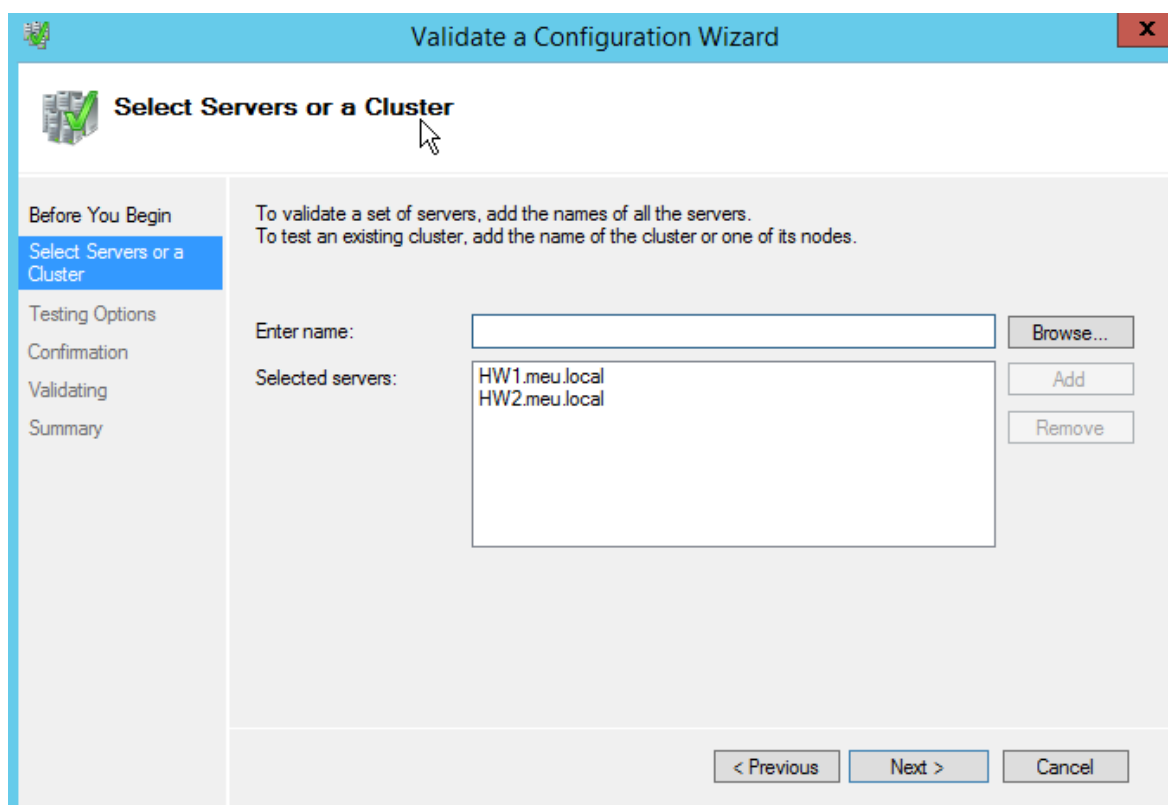 Validate a Configuration Wizard
x
Select Servers or a Cluster
Before You Begin
Select Servers or a
Cluster
Testing Options
Confirmation
Validating
Summary
To validate a set of servers, add the names of all the servers.
To test an existing cluster, add the name of the cluster or one of its nodes.
Enter name:
Browse...
Selected servers:
HW1.meu.local
HW2.meu.local
Add
Remove
< Previous
Next >
Cancel